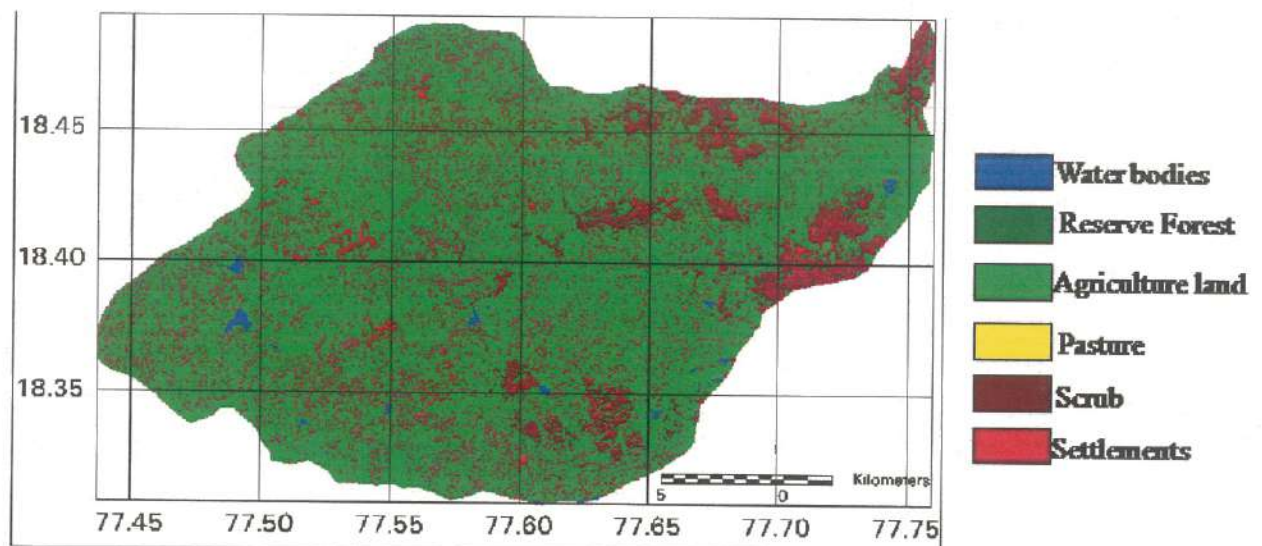 18.45
18.40
18.35
77.45 77.50 77.55 77.60 77.65 77.70 77.75
5 0 Kilometers
Water bodies
Reserve Forest
Agriculture land
Pasture
Scrub
Settlements